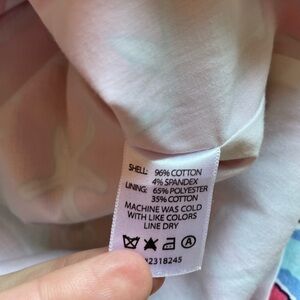 SHELL: 96% COTTON
4% SPANDEX
LINING: 65% POLYESTER
35% COTTON
MACHINE WAS COLD
WITH LIKE COLORS
LINE DRY
A
2318245